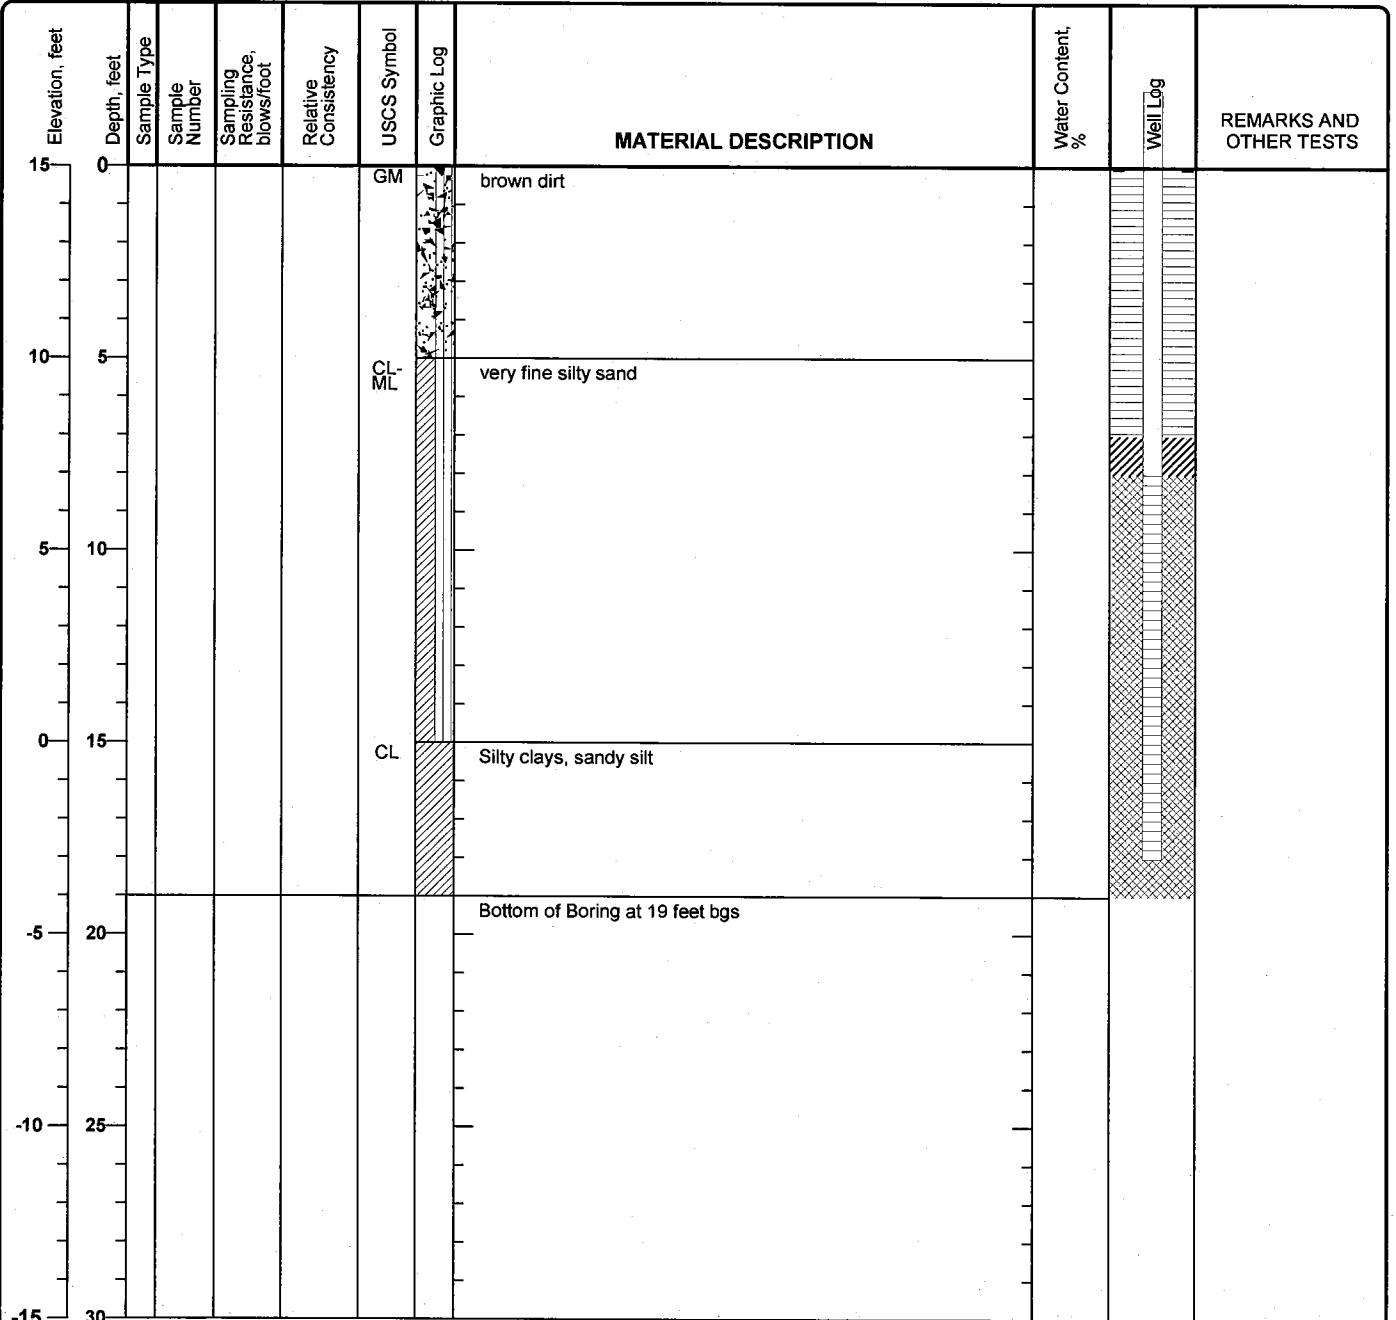 Elevation, feet
Depth, feet
Sample Type
Sample
Number
Sampling
Resistance,
blows/foot
Relative
Consistency
USCS Symbol
Graphic Log
MATERIAL DESCRIPTION
Water Content,
%
Well Log
REMARKS AND
OTHER TESTS
15 0
GM brown dirt
10 5
CL-
ML
very fine silty sand
5 10
0 15
CL Silty clays, sandy silt
Bottom of Boring at 19 feet bgs
-5 20
-10 25
-15 30